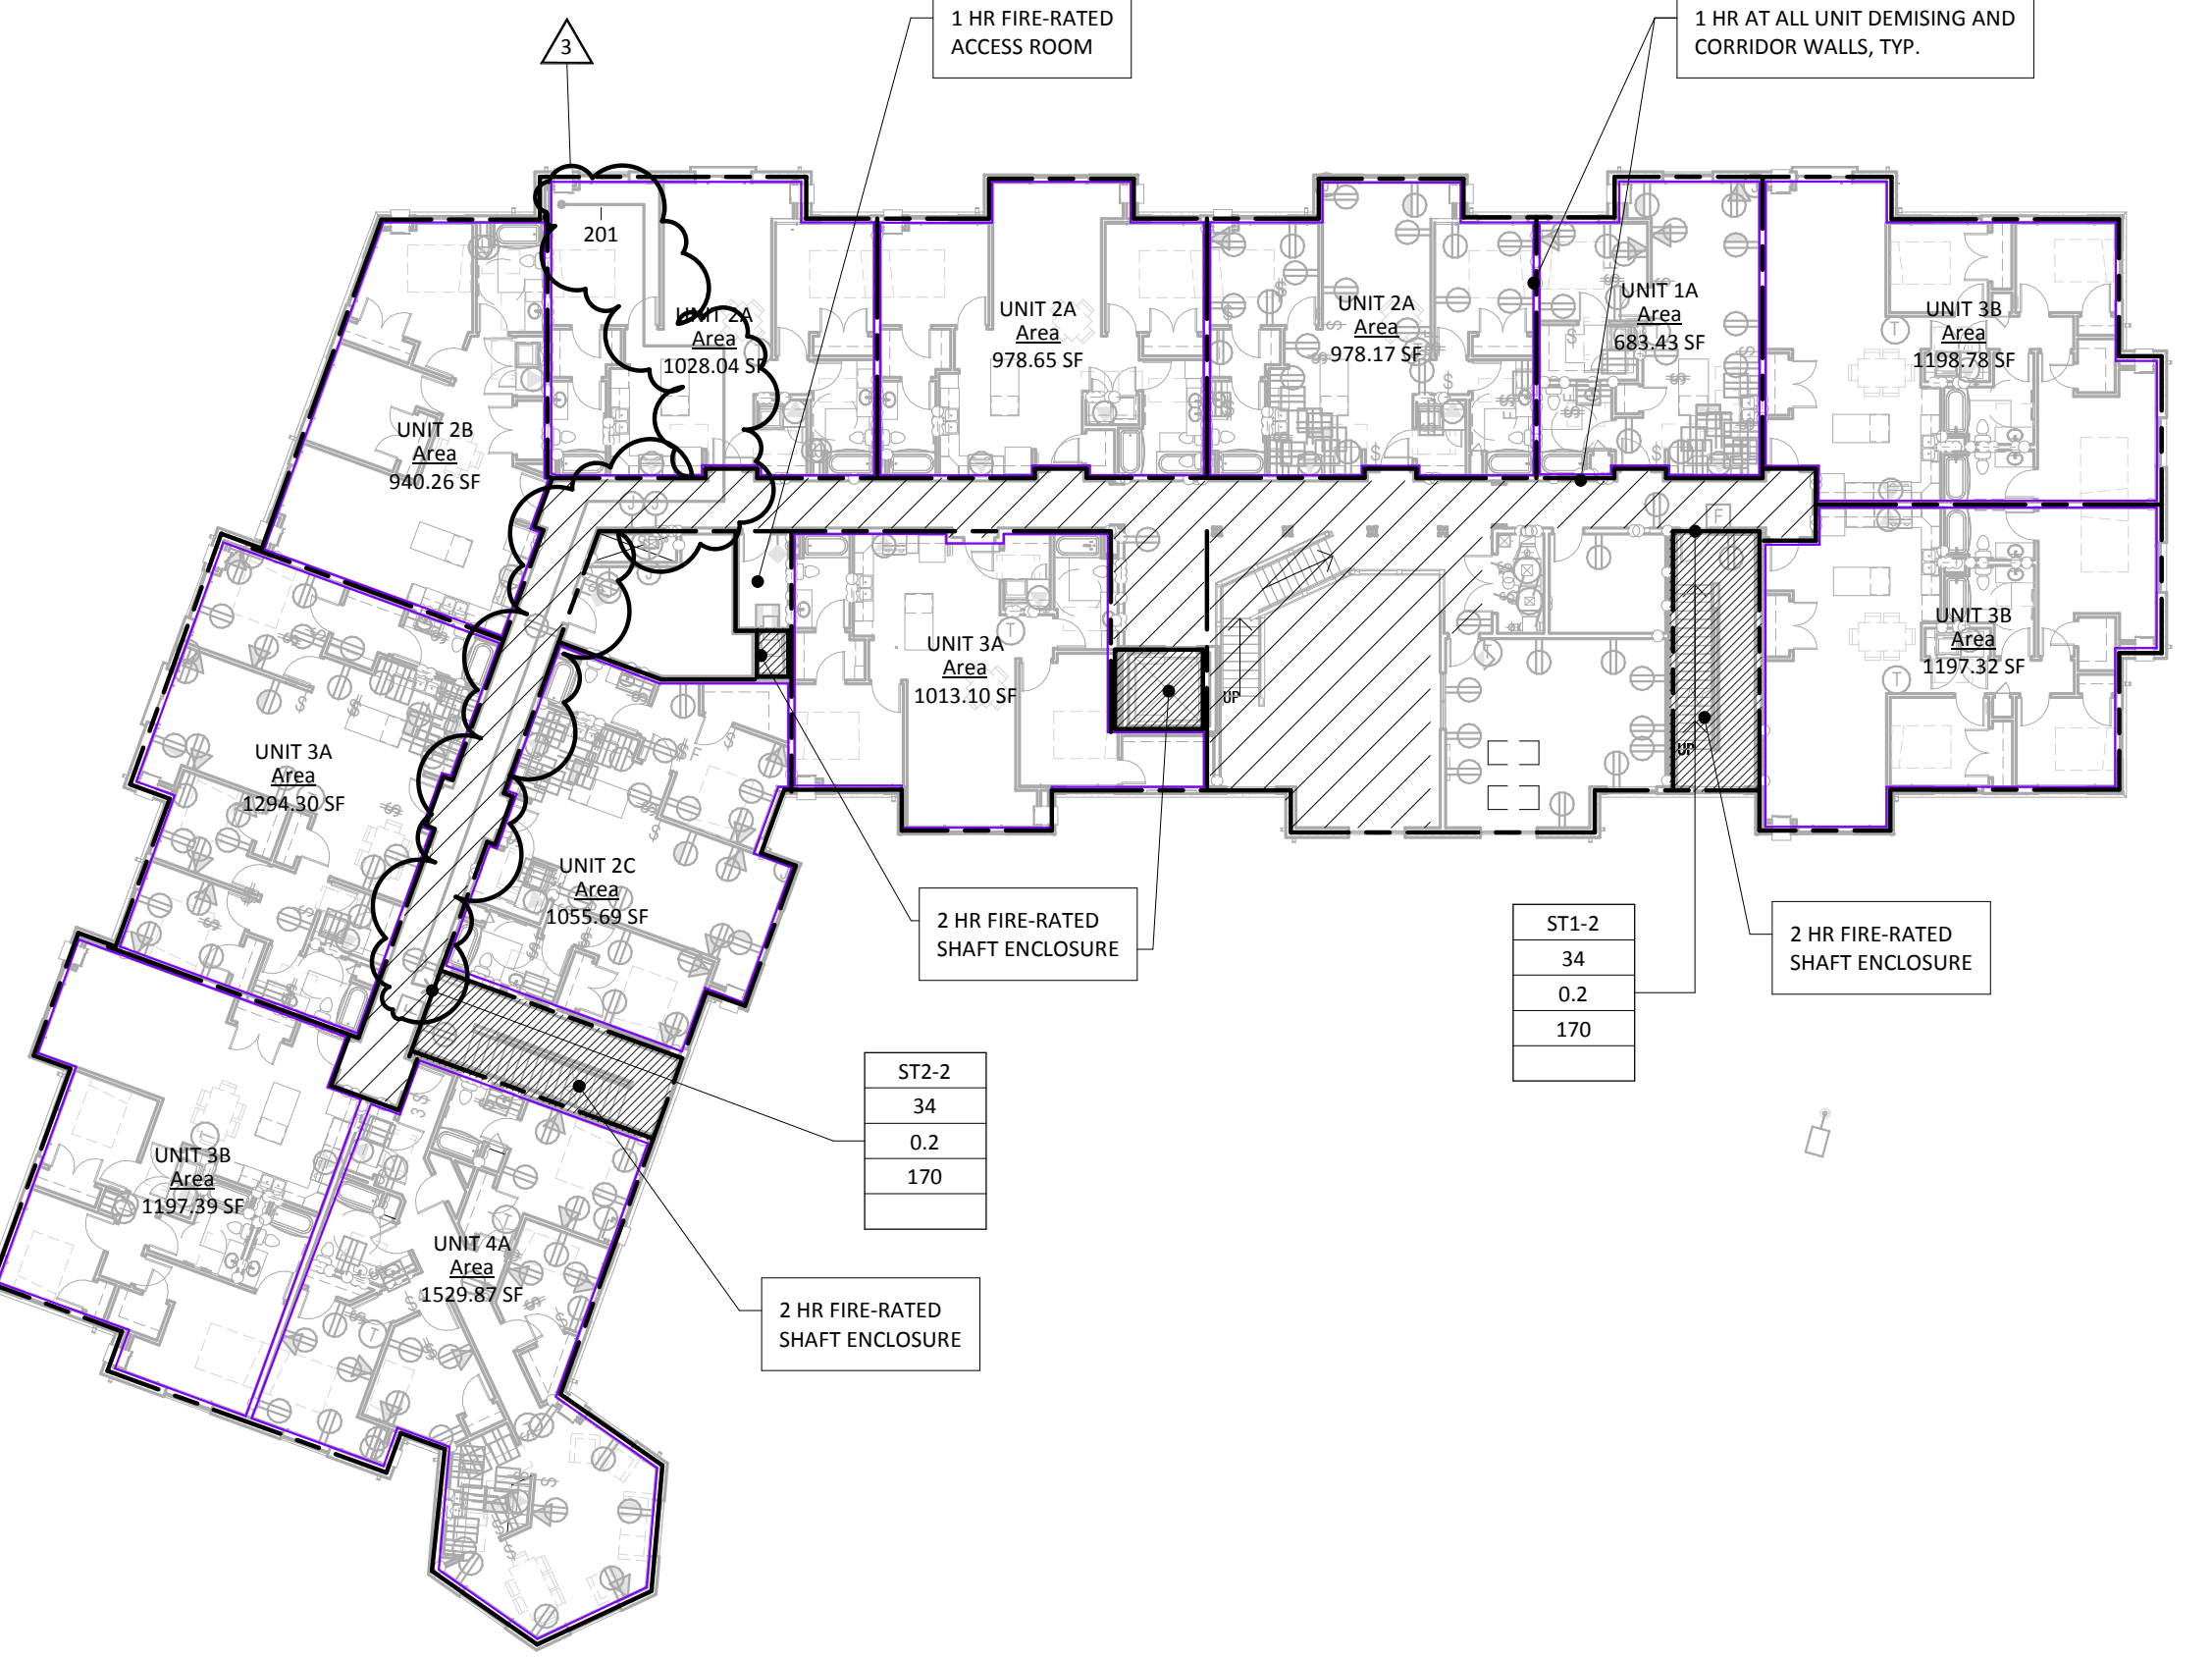 1 HR FIRE-RATED
ACCESS ROOM
1 HR AT ALL UNIT DEMISING AND
CORRIDOR WALLS, TYP.
3
201
UNIT 2A
Area
1028.04 SF
UNIT 2A
Area
978.65 SF
UNIT 2A
Area
978.17 SF
UNIT 1A
Area
683.43 SF
UNIT 3B
Area
1198.78 SF
UNIT 2B
Area
940.26 SF
UNIT 3A
Area
1013.10 SF
UNIT 3B
Area
1197.32 SF
UP
UP
UNIT 3A
Area
1294.30 SF
UNIT 2C
Area
1055.69 SF
2 HR FIRE-RATED
SHAFT ENCLOSURE
ST1-2
34
0.2
170
2 HR FIRE-RATED
SHAFT ENCLOSURE
ST2-2
34
0.2
170
UNIT 3B
Area
1197.39 SF
UNIT 4A
Area
1529.87 SF
2 HR FIRE-RATED
SHAFT ENCLOSURE